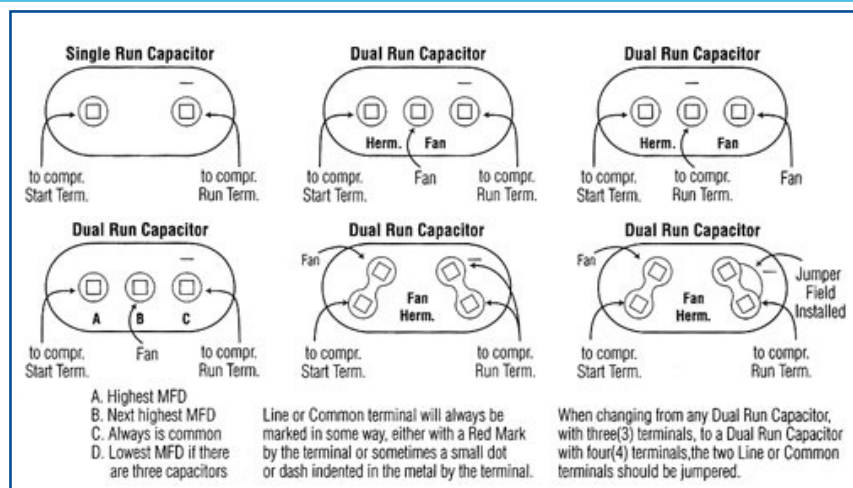 Single Run Capacitor
to compr.
Start Term.
to compr.
Run Term.
Dual Run Capacitor
Herm. Fan
to compr.
Start Term.
Fan
to compr.
Run Term.
Dual Run Capacitor
Herm. Fan
to compr.
Start Term.
to compr.
Run Term.
Fan
Dual Run Capacitor
A B C
to compr.
Start Term.
Fan
to compr.
Run Term.
A. Highest MFD
B. Next highest MFD
C. Always is common
D. Lowest MFD if there
are three capacitors
Dual Run Capacitor
Fan
Fan
Herm.
to compr.
Start Term.
to compr.
Run Term.
Line or Common terminal will always be
marked in some way, either with a Red Mark
by the terminal or sometimes a small dot
or dash indented in the metal by the terminal.
Dual Run Capacitor
Fan
Fan
Herm.
Jumper
Field
Installed
to compr.
Start Term.
to compr.
Run Term.
When changing from any Dual Run Capacitor,
with three(3) terminals, to a Dual Run Capacitor
with four(4) terminals,the two Line or Common
terminals should be jumpered.